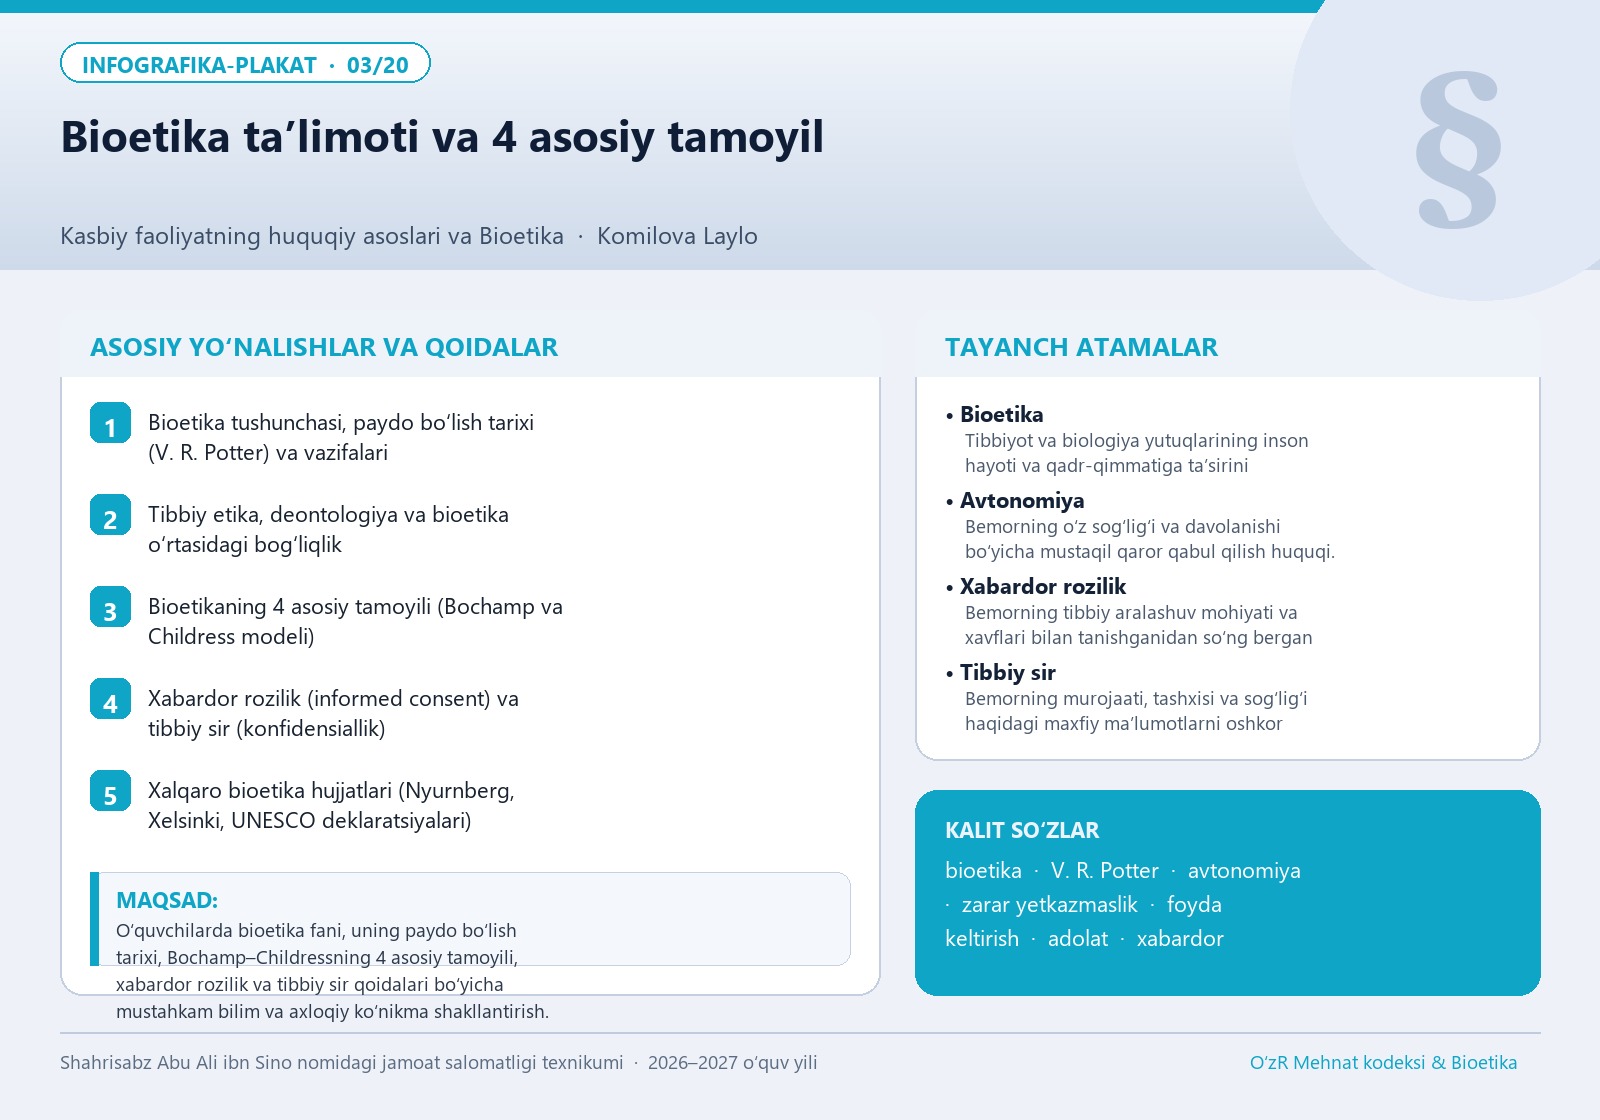 INFOGRAFIKA-PLAKAT · 03/20
Bioetika ta’limoti va 4 asosiy tamoyil
Kasbiy faoliyatning huquqiy asoslari va Bioetika · Komilova Laylo
§
ASOSIY YO‘NALISHLAR VA QOIDALAR
1 Bioetika tushunchasi, paydo bo‘lish tarixi
(V. R. Potter) va vazifalari
2 Tibbiy etika, deontologiya va bioetika
o‘rtasidagi bog‘liqlik
3 Bioetikaning 4 asosiy tamoyili (Bochamp va
Childress modeli)
4 Xabardor rozilik (informed consent) va
tibbiy sir (konfidensiallik)
5 Xalqaro bioetika hujjatlari (Nyurnberg,
Xelsinki, UNESCO deklaratsiyalari)
MAQSAD:
O‘quvchilarda bioetika fani, uning paydo bo‘lish
tarixi, Bochamp–Childressning 4 asosiy tamoyili,
xabardor rozilik va tibbiy sir qoidalari bo‘yicha
mustahkam bilim va axloqiy ko‘nikma shakllantirish.
TAYANCH ATAMALAR
• Bioetika
Tibbiyot va biologiya yutuqlarining inson
hayoti va qadr-qimmatiga ta’sirini
• Avtonomiya
Bemorning o‘z sog‘lig‘i va davolanishi
bo‘yicha mustaqil qaror qabul qilish huquqi.
• Xabardor rozilik
Bemorning tibbiy aralashuv mohiyati va
xavflari bilan tanishganidan so‘ng bergan
• Tibbiy sir
Bemorning murojaati, tashxisi va sog‘lig‘i
haqidagi maxfiy ma’lumotlarni oshkor
KALIT SO‘ZLAR
bioetika · V. R. Potter · avtonomiya
· zarar yetkazmaslik · foyda
keltirish · adolat · xabardor
Shahrisabz Abu Ali ibn Sino nomidagi jamoat salomatligi texnikumi · 2026–2027 o‘quv yili
O‘zR Mehnat kodeksi & Bioetika